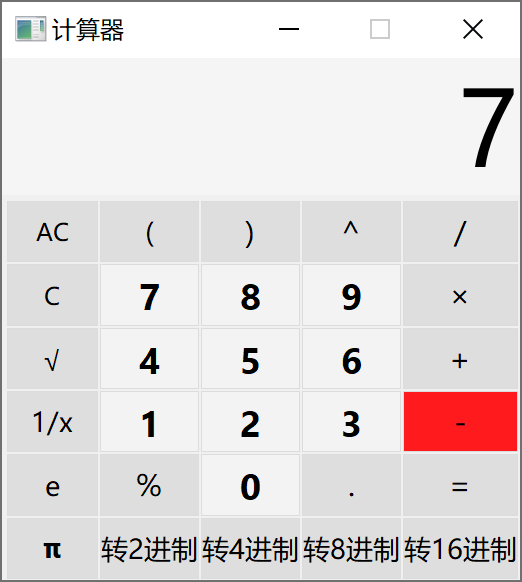 计算器
7
AC ( ) ^ /
C 7 8 9 ×
√ 4 5 6 +
1/x 1 2 3 -
e % 0 . =
π 转2进制 转4进制 转8进制 转16进制